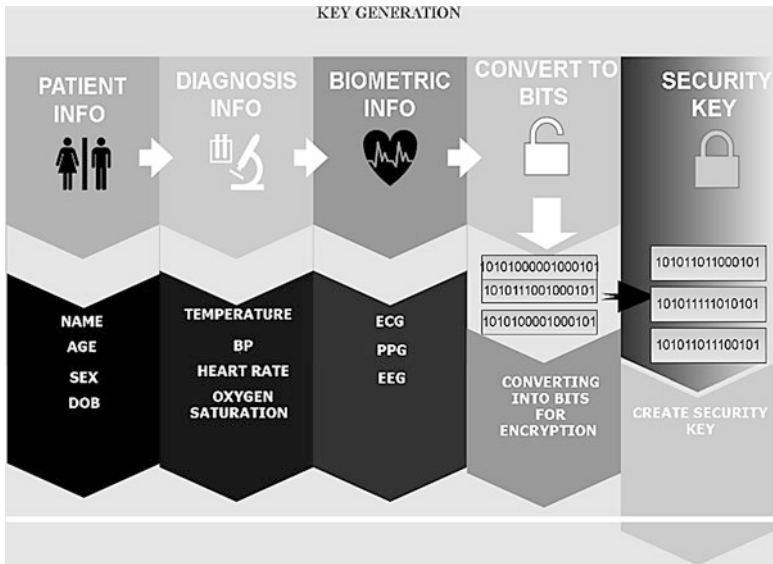 KEY GENERATION
PATIENT
INFO
DIAGNOSIS
INFO
BIOMETRIC
INFO
CONVERT TO
BITS
SECURITY
KEY
NAME
AGE
SEX
DOB
TEMPERATURE
BP
HEART RATE
OXYGEN
SATURATION
ECG
PPG
EEG
10101000001000101
1010111001000101
1010100001000101
CONVERTING
INTO BITS
FOR
ENCRYPTION
101011011000101
101011111010101
101011011100101
CREATE SECURITY
KEY